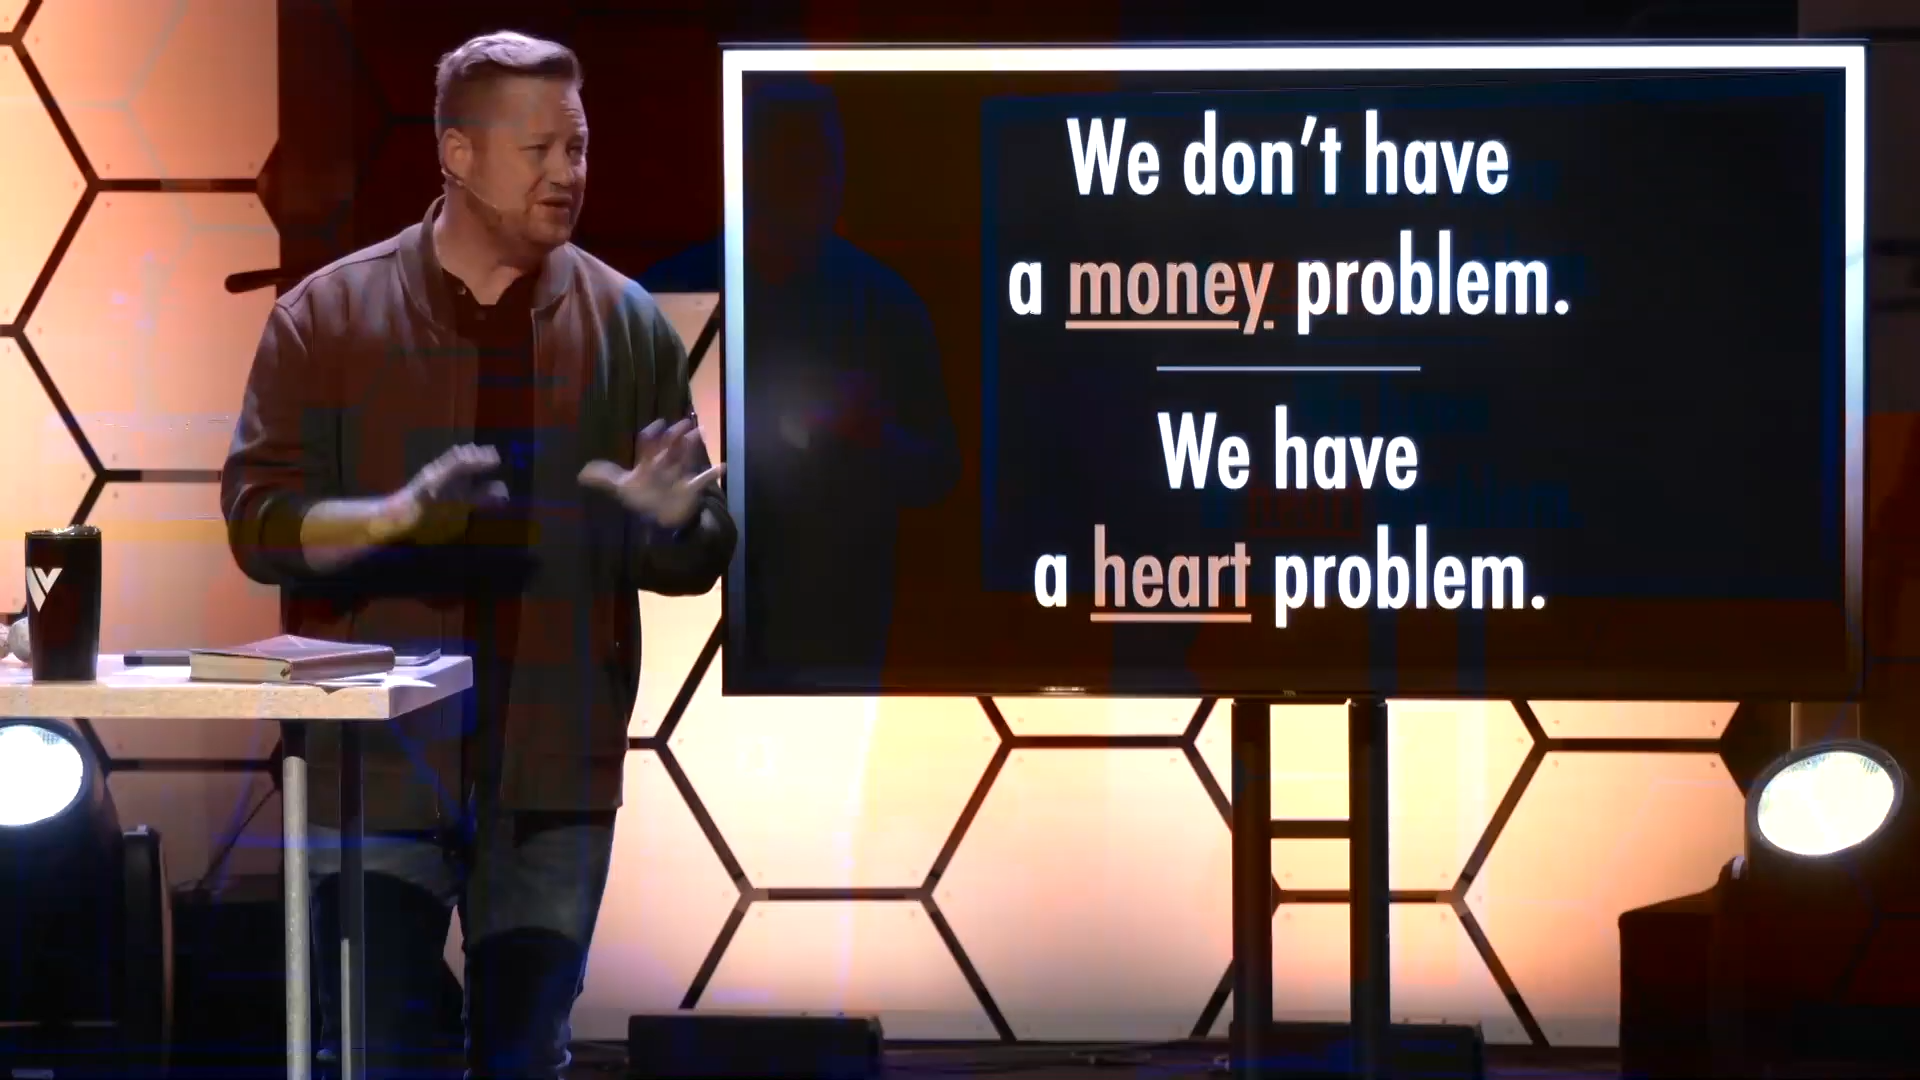 We don't have
a money problem.
We have
a heart problem.